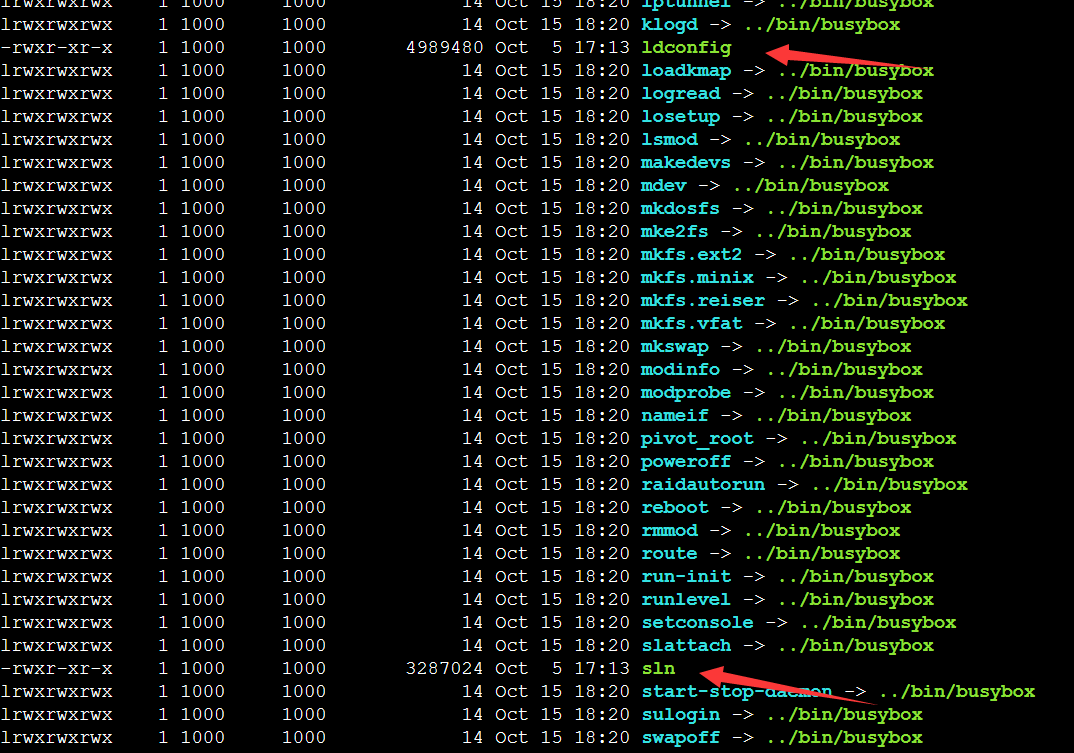 lrwxrwxrwx    1 1000     1000            14 Oct 15 18:20 iptunnel -> ../bin/busybox
lrwxrwxrwx    1 1000     1000            14 Oct 15 18:20 klogd -> ../bin/busybox
-rwxr-xr-x    1 1000     1000       4989480 Oct  5 17:13 ldconfig
lrwxrwxrwx    1 1000     1000            14 Oct 15 18:20 loadkmap -> ../bin/busybox
lrwxrwxrwx    1 1000     1000            14 Oct 15 18:20 logread -> ../bin/busybox
lrwxrwxrwx    1 1000     1000            14 Oct 15 18:20 losetup -> ../bin/busybox
lrwxrwxrwx    1 1000     1000            14 Oct 15 18:20 lsmod -> ../bin/busybox
lrwxrwxrwx    1 1000     1000            14 Oct 15 18:20 makedevs -> ../bin/busybox
lrwxrwxrwx    1 1000     1000            14 Oct 15 18:20 mdev -> ../bin/busybox
lrwxrwxrwx    1 1000     1000            14 Oct 15 18:20 mkdosfs -> ../bin/busybox
lrwxrwxrwx    1 1000     1000            14 Oct 15 18:20 mke2fs -> ../bin/busybox
lrwxrwxrwx    1 1000     1000            14 Oct 15 18:20 mkfs.ext2 -> ../bin/busybox
lrwxrwxrwx    1 1000     1000            14 Oct 15 18:20 mkfs.minix -> ../bin/busybox
lrwxrwxrwx    1 1000     1000            14 Oct 15 18:20 mkfs.reiser -> ../bin/busybox
lrwxrwxrwx    1 1000     1000            14 Oct 15 18:20 mkfs.vfat -> ../bin/busybox
lrwxrwxrwx    1 1000     1000            14 Oct 15 18:20 mkswap -> ../bin/busybox
lrwxrwxrwx    1 1000     1000            14 Oct 15 18:20 modinfo -> ../bin/busybox
lrwxrwxrwx    1 1000     1000            14 Oct 15 18:20 modprobe -> ../bin/busybox
lrwxrwxrwx    1 1000     1000            14 Oct 15 18:20 nameif -> ../bin/busybox
lrwxrwxrwx    1 1000     1000            14 Oct 15 18:20 pivot_root -> ../bin/busybox
lrwxrwxrwx    1 1000     1000            14 Oct 15 18:20 poweroff -> ../bin/busybox
lrwxrwxrwx    1 1000     1000            14 Oct 15 18:20 raidautorun -> ../bin/busybox
lrwxrwxrwx    1 1000     1000            14 Oct 15 18:20 reboot -> ../bin/busybox
lrwxrwxrwx    1 1000     1000            14 Oct 15 18:20 rmmod -> ../bin/busybox
lrwxrwxrwx    1 1000     1000            14 Oct 15 18:20 route -> ../bin/busybox
lrwxrwxrwx    1 1000     1000            14 Oct 15 18:20 run-init -> ../bin/busybox
lrwxrwxrwx    1 1000     1000            14 Oct 15 18:20 runlevel -> ../bin/busybox
lrwxrwxrwx    1 1000     1000            14 Oct 15 18:20 setconsole -> ../bin/busybox
lrwxrwxrwx    1 1000     1000            14 Oct 15 18:20 slattach -> ../bin/busybox
-rwxr-xr-x    1 1000     1000       3287024 Oct  5 17:13 sln
lrwxrwxrwx    1 1000     1000            14 Oct 15 18:20 start-stop-daemon -> ../bin/busybox
lrwxrwxrwx    1 1000     1000            14 Oct 15 18:20 sulogin -> ../bin/busybox
lrwxrwxrwx    1 1000     1000            14 Oct 15 18:20 swapoff -> ../bin/busybox